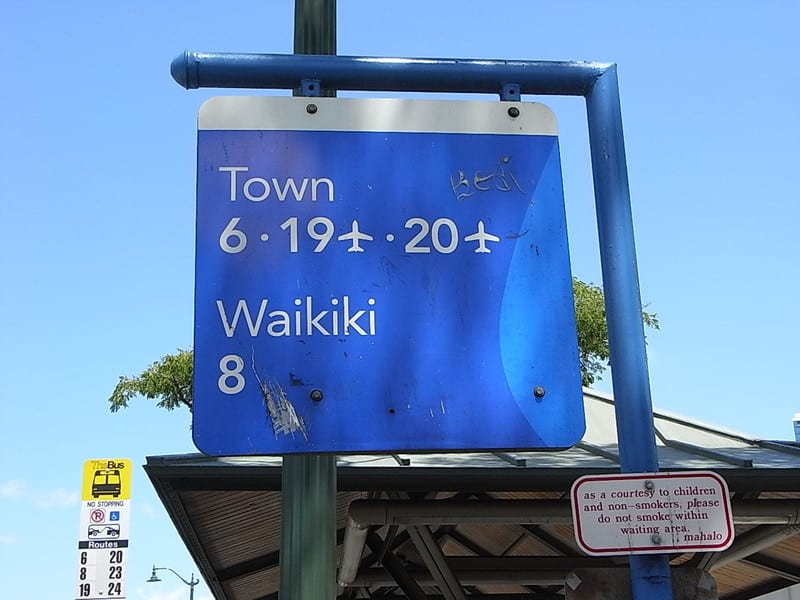 Town
6 · 19 · 20
Waikiki
8
TheBus
NO STOPPING
Routes
6 20
8 23
19 24
as a courtesy to children
and non-smokers, please
do not smoke within
waiting area.
mahalo